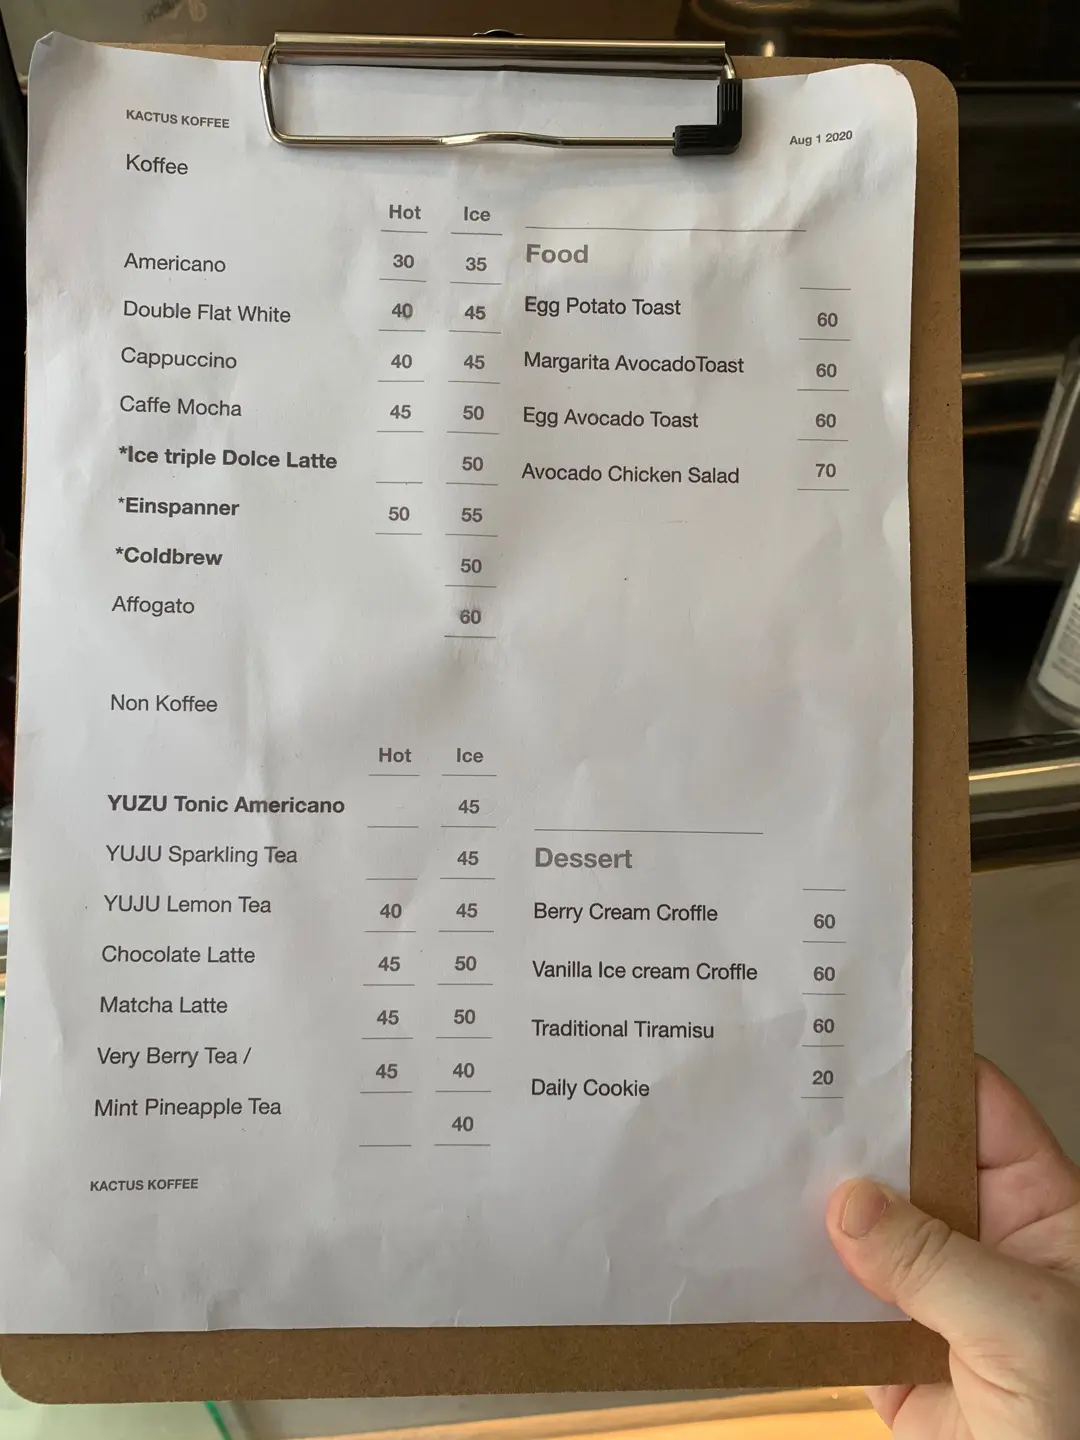 KACTUS KOFFEE
Aug 1 2020
Koffee
Hot Ice
Americano 30 35
Double Flat White 40 45
Cappuccino 40 45
Caffe Mocha 45 50
*Ice triple Dolce Latte 50
*Einspanner 50 55
*Coldbrew 50
Affogato 60
Food
Egg Potato Toast 60
Margarita AvocadoToast 60
Egg Avocado Toast 60
Avocado Chicken Salad 70
Non Koffee
Hot Ice
YUZU Tonic Americano 45
YUJU Sparkling Tea 45
YUJU Lemon Tea 40 45
Chocolate Latte 45 50
Matcha Latte 45 50
Very Berry Tea / 45 40
Mint Pineapple Tea 40
Dessert
Berry Cream Croffle 60
Vanilla Ice cream Croffle 60
Traditional Tiramisu 60
Daily Cookie 20
KACTUS KOFFEE